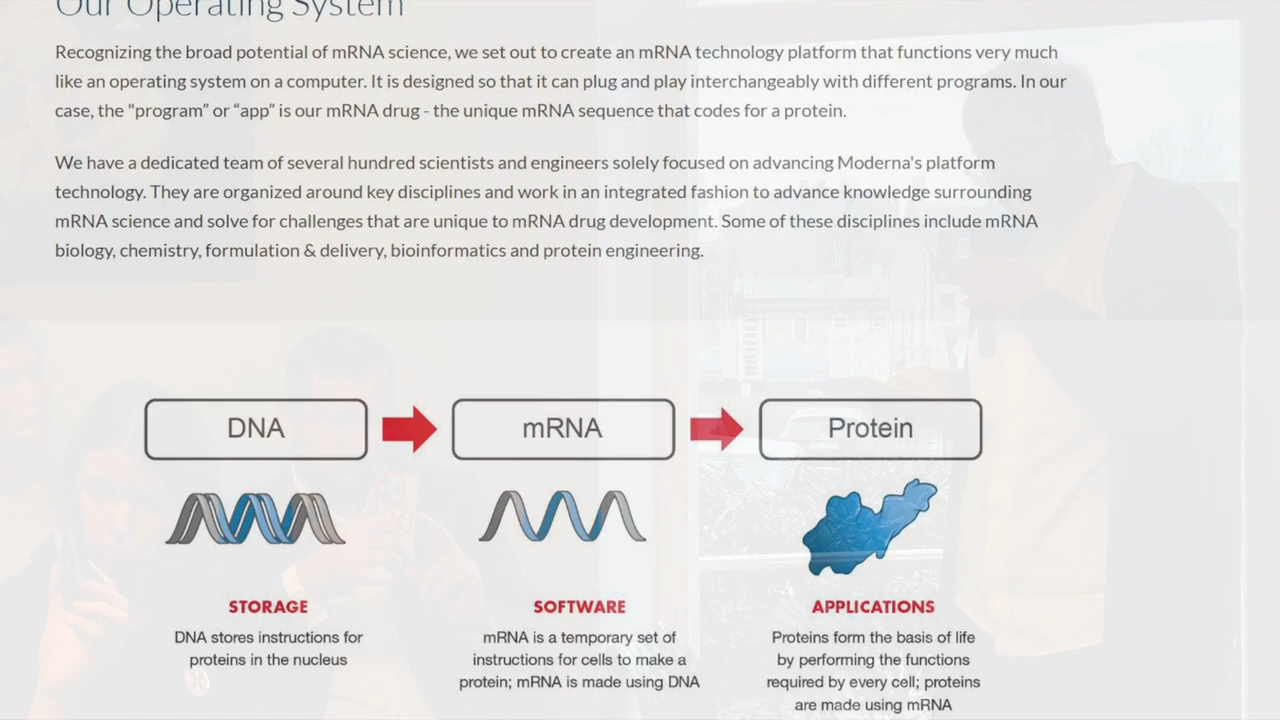 Our Operating System
Recognizing the broad potential of mRNA science, we set out to create an mRNA technology platform that functions very much
like an operating system on a computer. It is designed so that it can plug and play interchangeably with different programs. In our
case, the "program” or “app” is our mRNA drug - the unique mRNA sequence that codes for a protein.
We have a dedicated team of several hundred scientists and engineers solely focused on advancing Moderna's platform
technology. They are organized around key disciplines and work in an integrated fashion to advance knowledge surrounding
mRNA science and solve for challenges that are unique to mRNA drug development. Some of these disciplines include mRNA
biology, chemistry, formulation & delivery, bioinformatics and protein engineering.
DNA
mRNA
Protein
STORAGE
DNA stores instructions for
proteins in the nucleus
SOFTWARE
mRNA is a temporary set of
instructions for cells to make a
protein; mRNA is made using DNA
APPLICATIONS
Proteins form the basis of life
by performing the functions
required by every cell; proteins
are made using mRNA